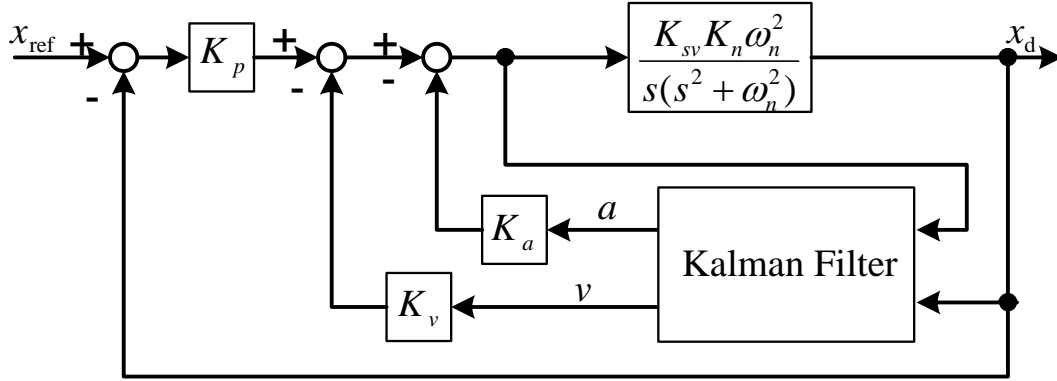 x_ref + - K_p + - + - K_sv K_n ω_n^2 x_d
s(s^2 + ω_n^2)
K_a a
Kalman Filter
K_v v